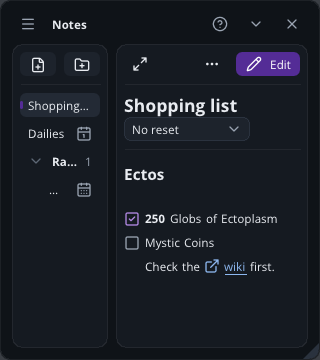 Notes
Shopping...
Dailies
Ra... 1
...
Edit
Shopping list
No reset
Ectos
250 Globs of Ectoplasm
Mystic Coins
Check the wiki first.